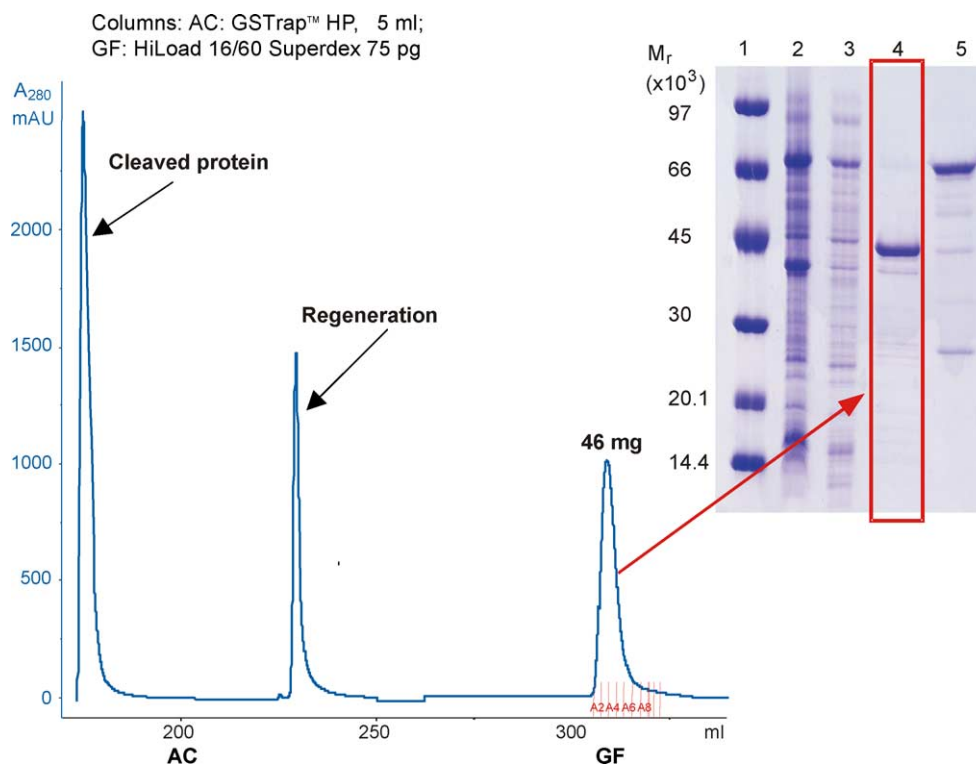 Columns: AC: GSTrap™ HP, 5 ml;
GF: HiLoad 16/60 Superdex 75 pg
A280
mAU
2000
1500
1000
500
0
Cleaved protein
Regeneration
46 mg
A2 A4 A6 A8
200
250
300
ml
AC
GF
Mr
(x10³)
1 2 3 4 5
97
66
45
30
20.1
14.4